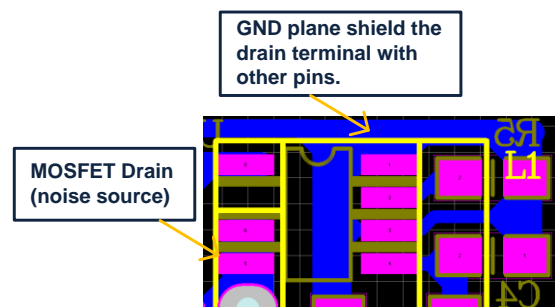 GND plane shield the
drain terminal with
other pins.
MOSFET Drain
(noise source)
R5
L1
C4